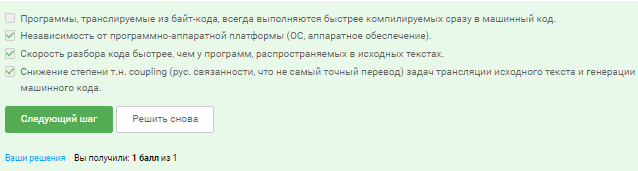 Программы, транслируемые из байт-кода, всегда выполняются быстрее компилируемых сразу в машинный код.
Независимость от программно-аппаратной платформы (ОС, аппаратное обеспечение).
Скорость разбора кода быстрее, чем у программ, распространяемых в исходных текстах.
Снижение степени т.н. coupling (рус. связанности, что не самый точный перевод) задач трансляции исходного текста и генерации
машинного кода.
Следующий шаг Решить снова
Ваши решения Вы получили: 1 балл из 1